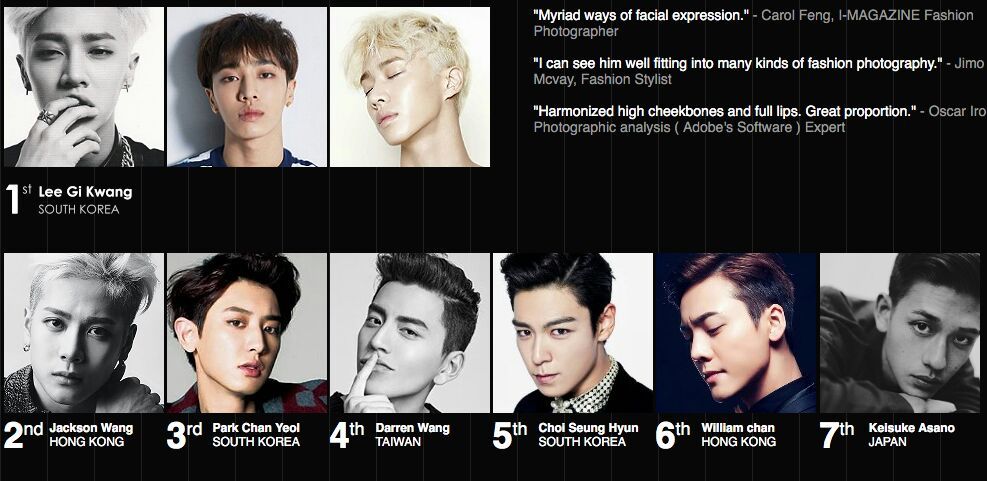 "Myriad ways of facial expression." - Carol Feng, I-MAGAZINE Fashion
Photographer
"I can see him well fitting into many kinds of fashion photography." - Jimo
Mcvay, Fashion Stylist
"Harmonized high cheekbones and full lips. Great proportion." - Oscar Iro
Photographic analysis ( Adobe's Software ) Expert
1st Lee Gi Kwang
SOUTH KOREA
2nd Jackson Wang
HONG KONG
3rd Park Chan Yeol
SOUTH KOREA
4th Darren Wang
TAIWAN
5th Choi Seung Hyun
SOUTH KOREA
6th William chan
HONG KONG
7th Keisuke Asano
JAPAN